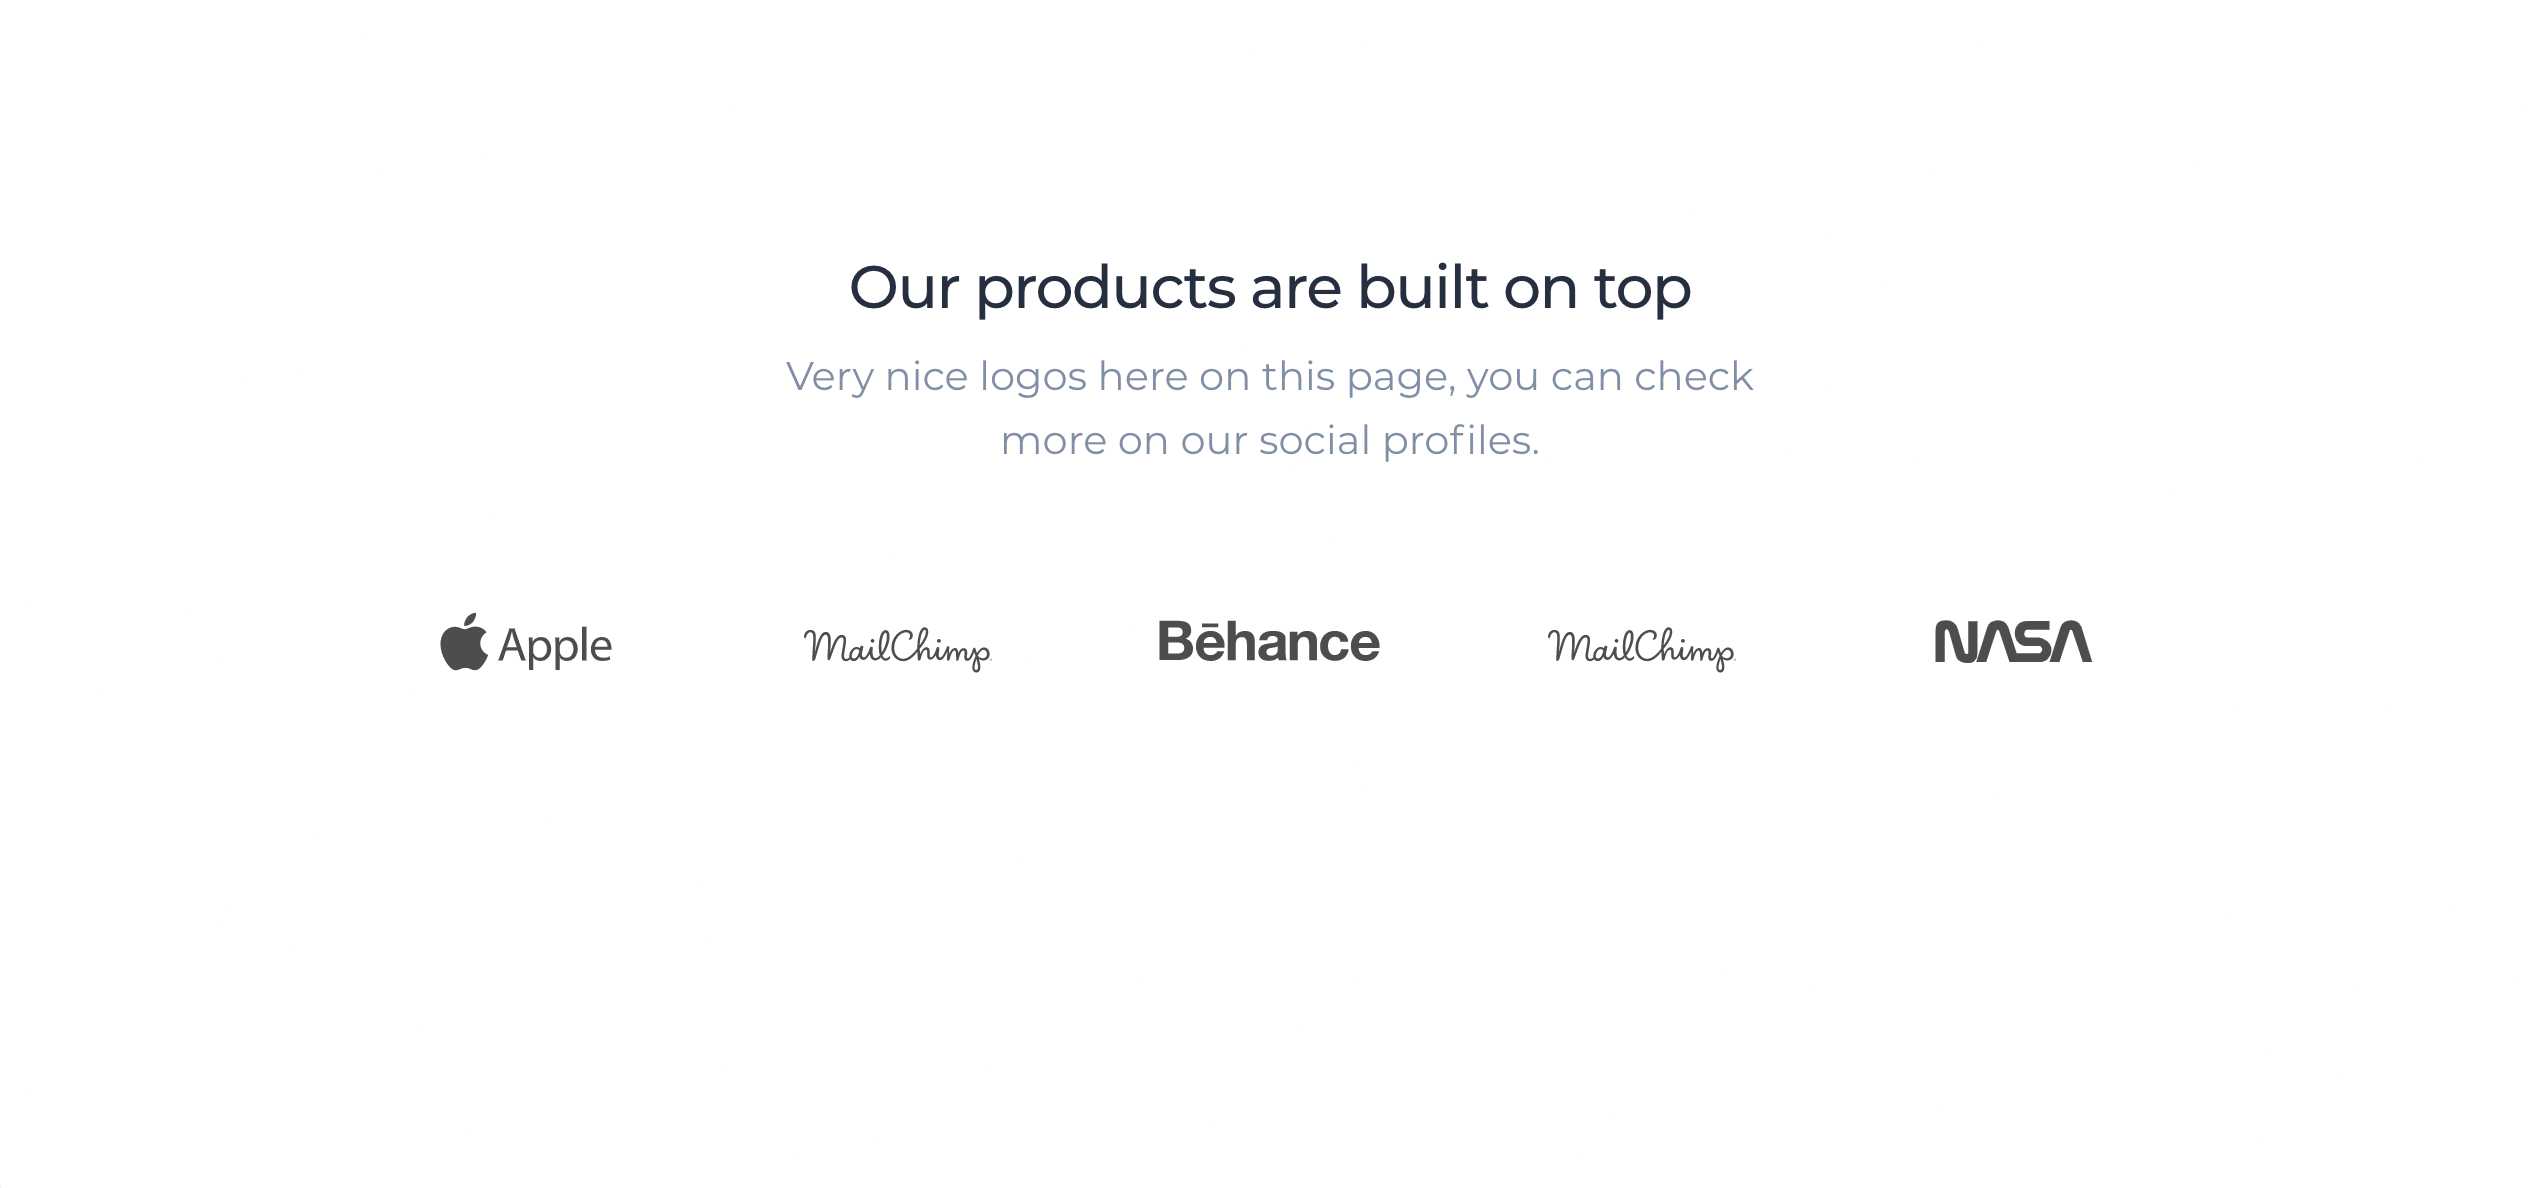 Our products are built on top
Very nice logos here on this page, you can check
more on our social profiles.
Apple MailChimp Bēhance MailChimp NASA